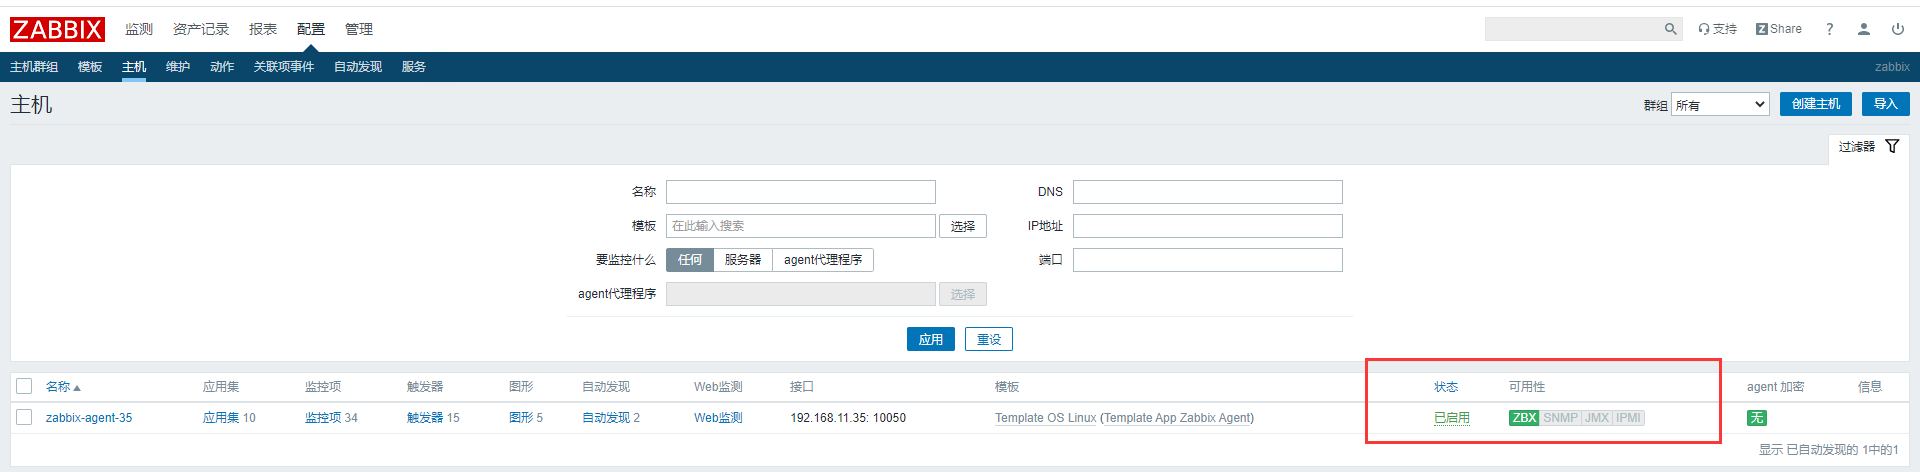 ZABBIX 监测 资产记录 报表 配置 管理 支持 Z Share ?
主机群组 模板 主机 维护 动作 关联项事件 自动发现 服务 zabbix
主机 群组 所有 创建主机 导入
过滤器
名称 DNS
模板 在此输入搜索 选择 IP地址
要监控什么 任何 服务器 agent代理程序 端口
agent代理程序 选择
应用 重设
名称 应用集 监控项 触发器 图形 自动发现 Web监测 接口 模板 状态 可用性 agent 加密 信息
zabbix-agent-35 应用集 10 监控项 34 触发器 15 图形 5 自动发现 2 Web监测 192.168.11.35: 10050 Template OS Linux (Template App Zabbix Agent) 已启用 ZBX SNMP JMX IPMI 无
显示 已自动发现的 1中的1